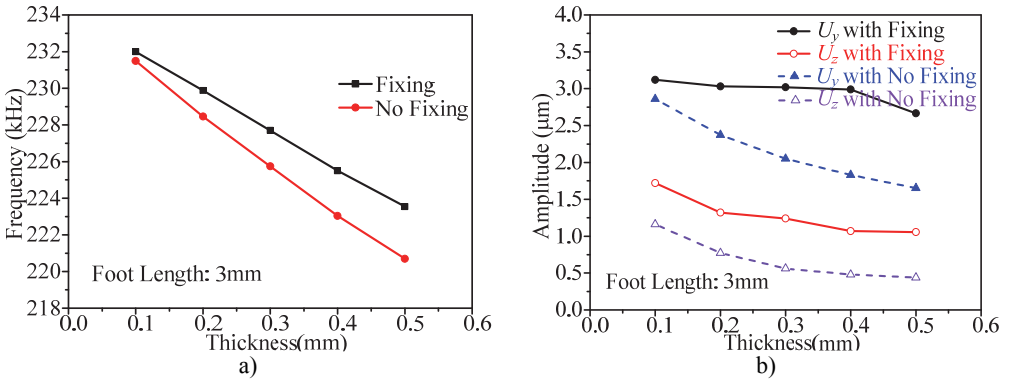 234
232
230
228
226
224
222
220
218
Frequency (kHz)
Fixing
No Fixing
Foot Length: 3mm
0.0 0.1 0.2 0.3 0.4 0.5 0.6
Thickness(mm)
a)
4.0
3.5
3.0
2.5
2.0
1.5
1.0
0.5
0.0
Amplitude (μm)
Uy with Fixing
Uz with Fixing
Uy with No Fixing
Uz with No Fixing
Foot Length: 3mm
0.0 0.1 0.2 0.3 0.4 0.5 0.6
Thickness(mm)
b)